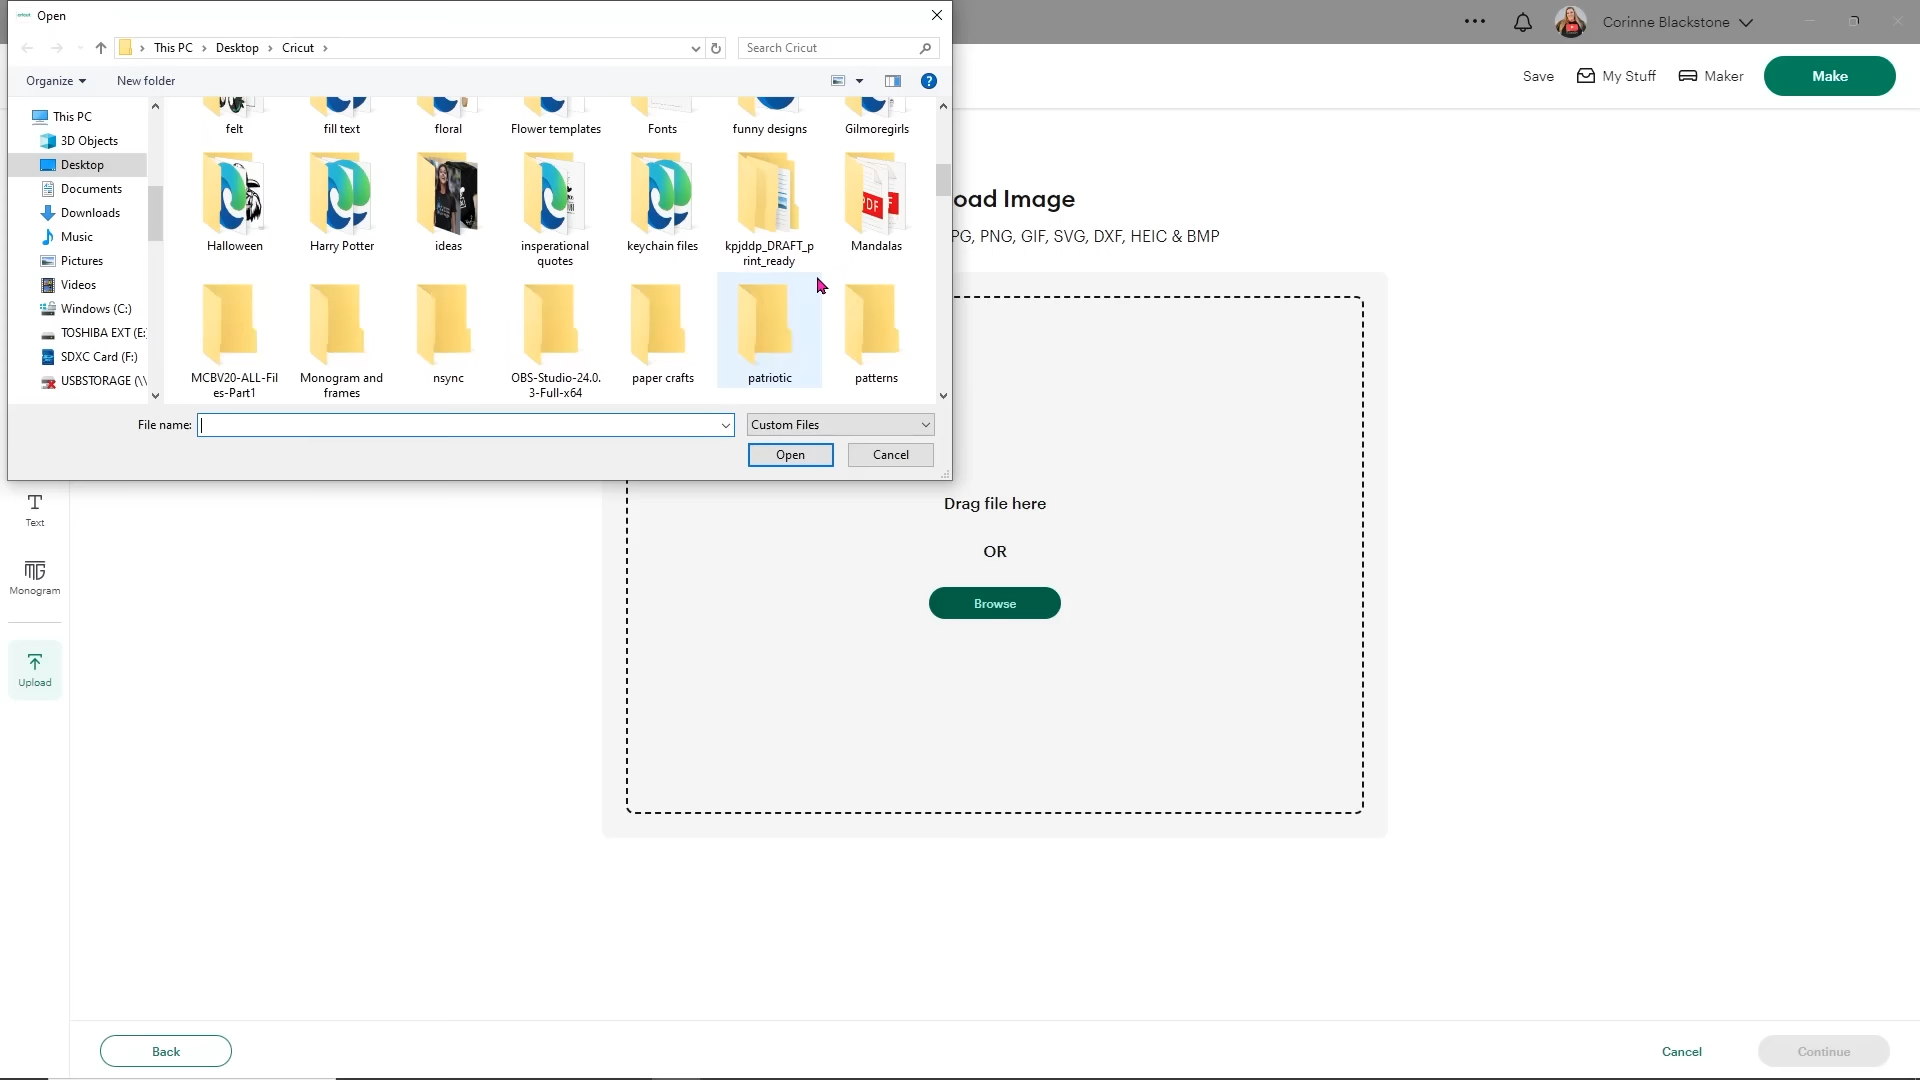 cricut Open
Corinne Blackstone
This PC > Desktop > Cricut >
Search Cricut
Save
My Stuff
Maker
Make
Organize
New folder
This PC
3D Objects
Desktop
Documents
Downloads
Music
Pictures
Videos
Windows (C:)
TOSHIBA EXT (E:
SDXC Card (F:)
USBSTORAGE (\\
felt
fill text
floral
Flower templates
Fonts
funny designs
Gilmoregirls
PDF
Halloween
Harry Potter
ideas
insperational
quotes
keychain files
kpjddp_DRAFT_p
rint_ready
Mandalas
MCBV20-ALL-Fil
es-Part1
Monogram and
frames
nsync
OBS-Studio-24.0.
3-Full-x64
paper crafts
patriotic
patterns
File name:
Custom Files
Open
Cancel
oad Image
PG, PNG, GIF, SVG, DXF, HEIC & BMP
Drag file here
OR
Browse
Text
Monogram
Upload
Back
Cancel
Continue